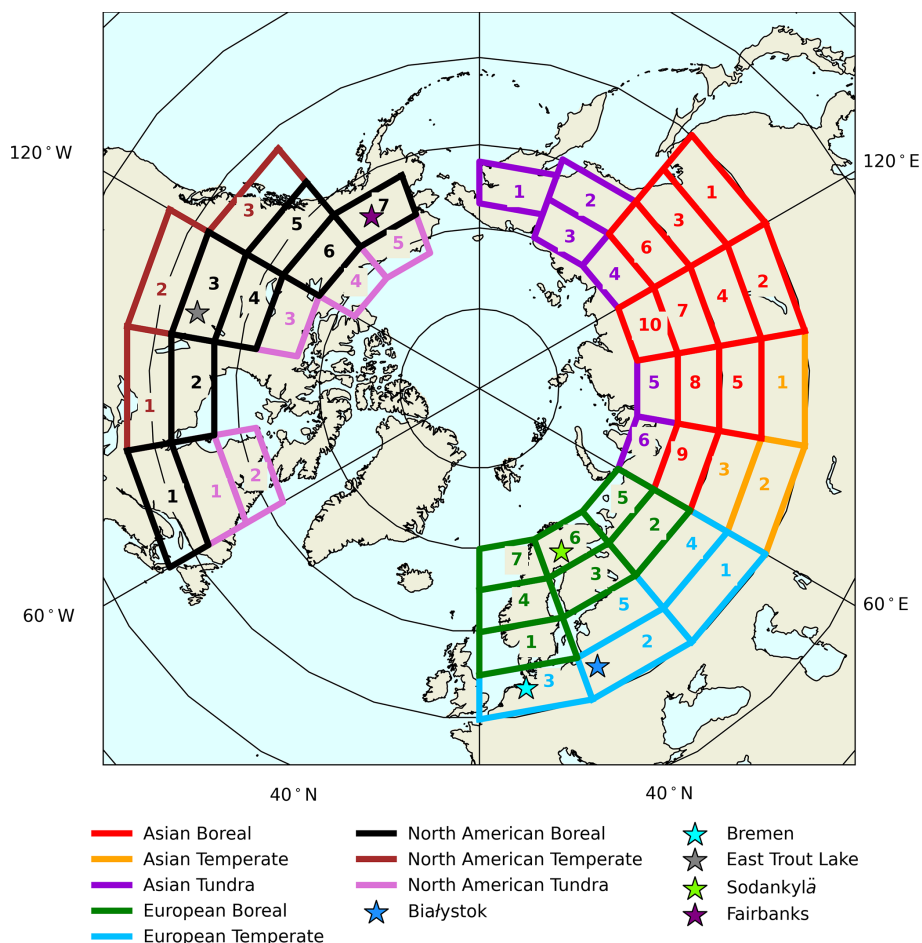 120°W
120°E
1
2
3
4
1
3
6
2
4
7
10
7
5
6
5
4
3
3
4
3
2
2
1
1
1
2
5
8
5
1
6
9
3
2
5
2
4
1
6
7
3
4
5
1
2
3
60°W
60°E
40°N
40°N
Asian Boreal
Asian Temperate
Asian Tundra
European Boreal
European Temperate
North American Boreal
North American Temperate
North American Tundra
Białystok
Bremen
East Trout Lake
Sodankylä
Fairbanks